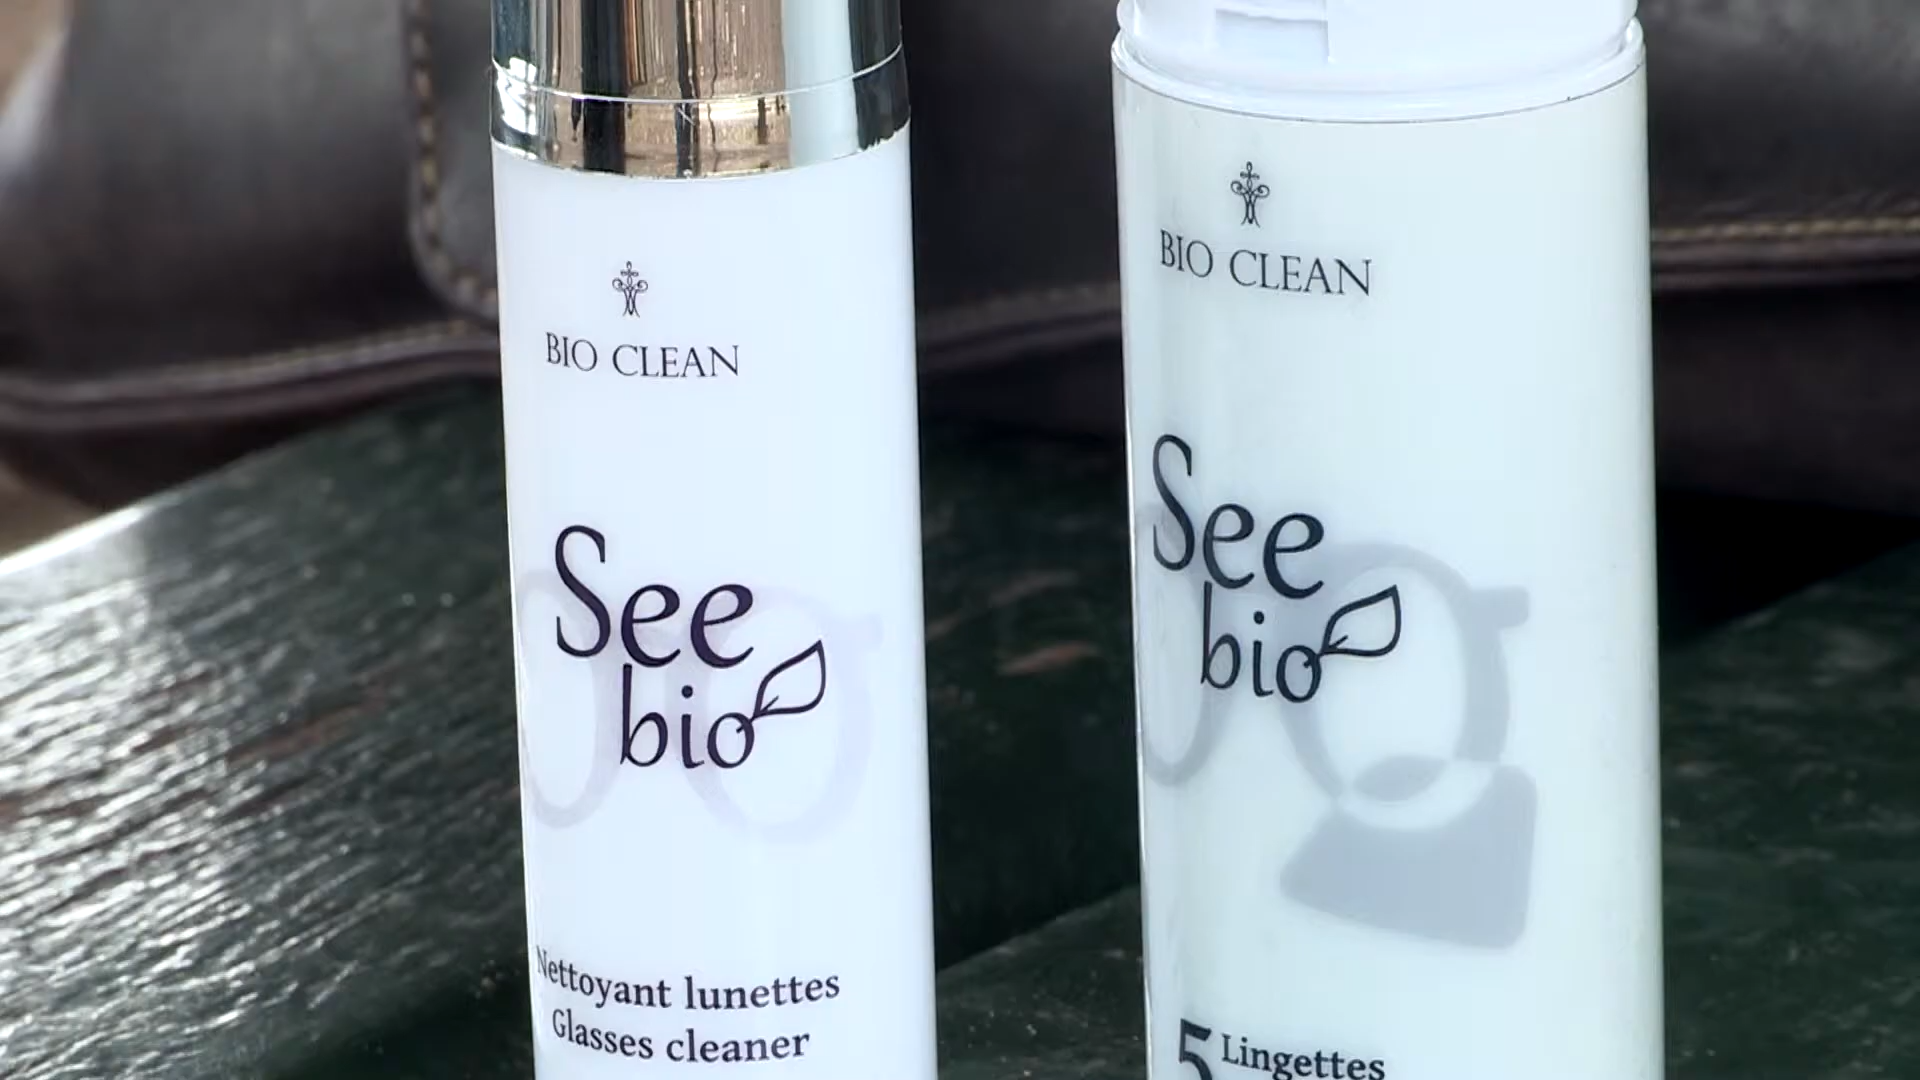 BIO CLEAN
See
bio
Nettoyant lunettes
Glasses cleaner
BIO CLEAN
See
bio
5 Lingettes